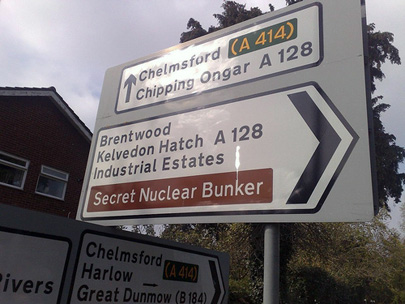 Chelmsford (A 414)
Chipping Ongar A 128
Brentwood
Kelvedon Hatch A 128
Industrial Estates
Secret Nuclear Bunker
Rivers
Chelmsford
Harlow (A 414)
Great Dunmow (B 184)